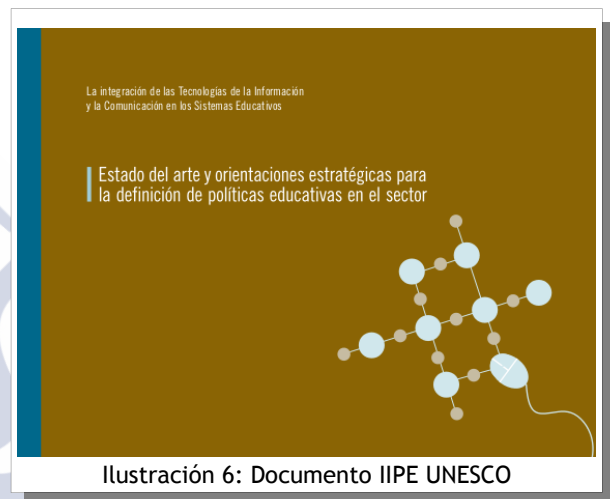 La integración de las Tecnologías de la Información
y la Comunicación en los Sistemas Educativos
Estado del arte y orientaciones estratégicas para
la definición de políticas educativas en el sector
Ilustración 6: Documento IIPE UNESCO